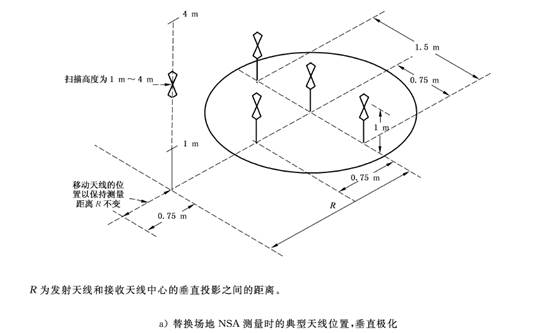 4 m
1.5 m
0.75 m
扫描高度为1 m～4 m
1 m
1 m
移动天线的位
置以保持测量
距离 R 不变
0.75 m
0.75 m
R
R 为发射天线和接收天线中心的垂直投影之间的距离。
a) 替换场地 NSA 测量时的典型天线位置,垂直极化